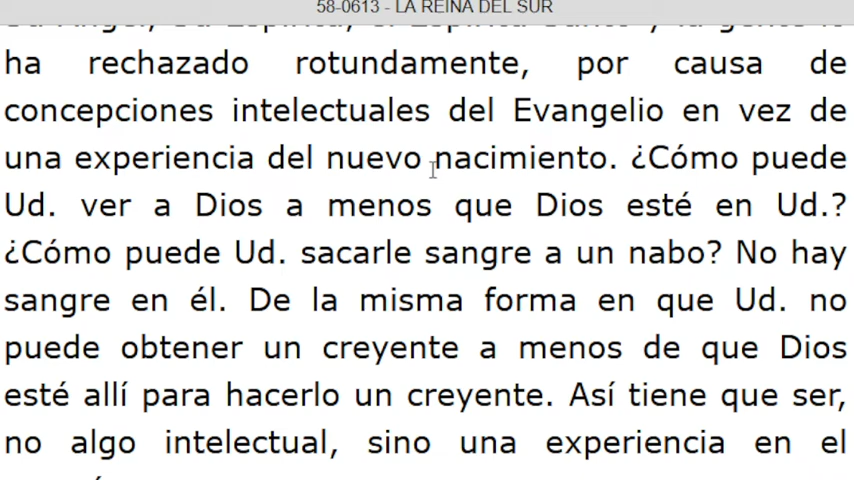 58-0613 - LA REINA DEL SUR
ha rechazado rotundamente, por causa de
concepciones intelectuales del Evangelio en vez de
una experiencia del nuevo nacimiento. ¿Cómo puede
Ud. ver a Dios a menos que Dios esté en Ud.?
¿Cómo puede Ud. sacarle sangre a un nabo? No hay
sangre en él. De la misma forma en que Ud. no
puede obtener un creyente a menos de que Dios
esté allí para hacerlo un creyente. Así tiene que ser,
no algo intelectual, sino una experiencia en el